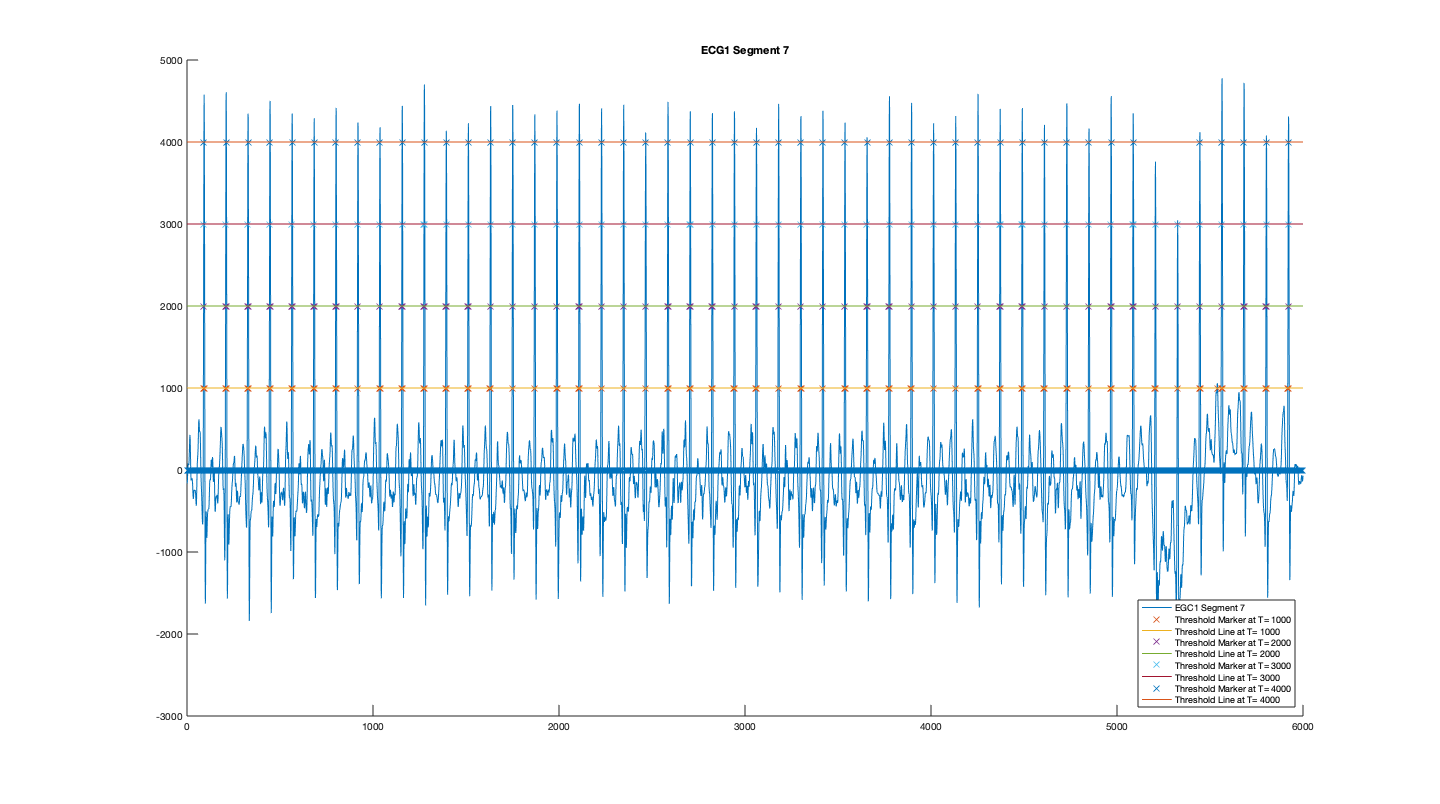 ECG1 Segment 7
5000
4000
3000
2000
1000
0
-1000
-2000
-3000
0 1000 2000 3000 4000 5000 6000
EGC1 Segment 7
Threshold Marker at T= 1000
Threshold Line at T= 1000
Threshold Marker at T= 2000
Threshold Line at T= 2000
Threshold Marker at T= 3000
Threshold Line at T= 3000
Threshold Marker at T= 4000
Threshold Line at T= 4000